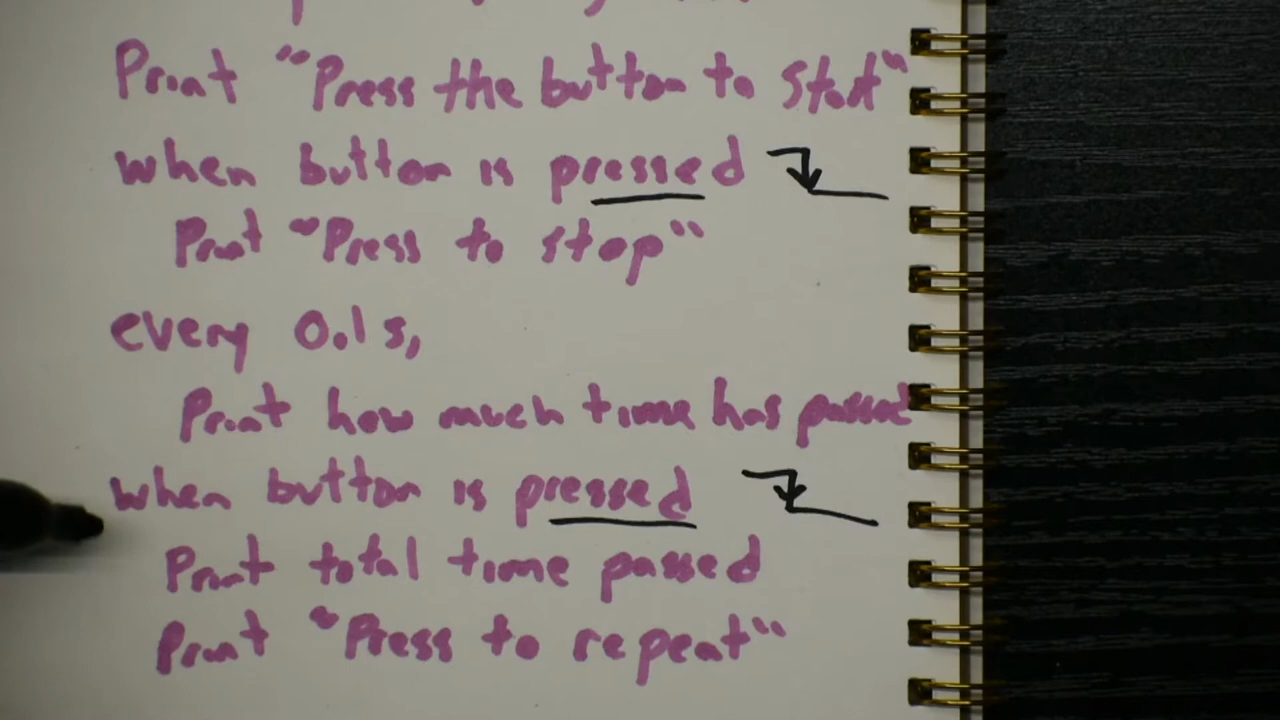 Print "Press the button to start"
when button is pressed
Print "Press to stop"
every 0.1s,
Print how much time has passed
when button is pressed
Print total time passed
Print "Press to repeat"